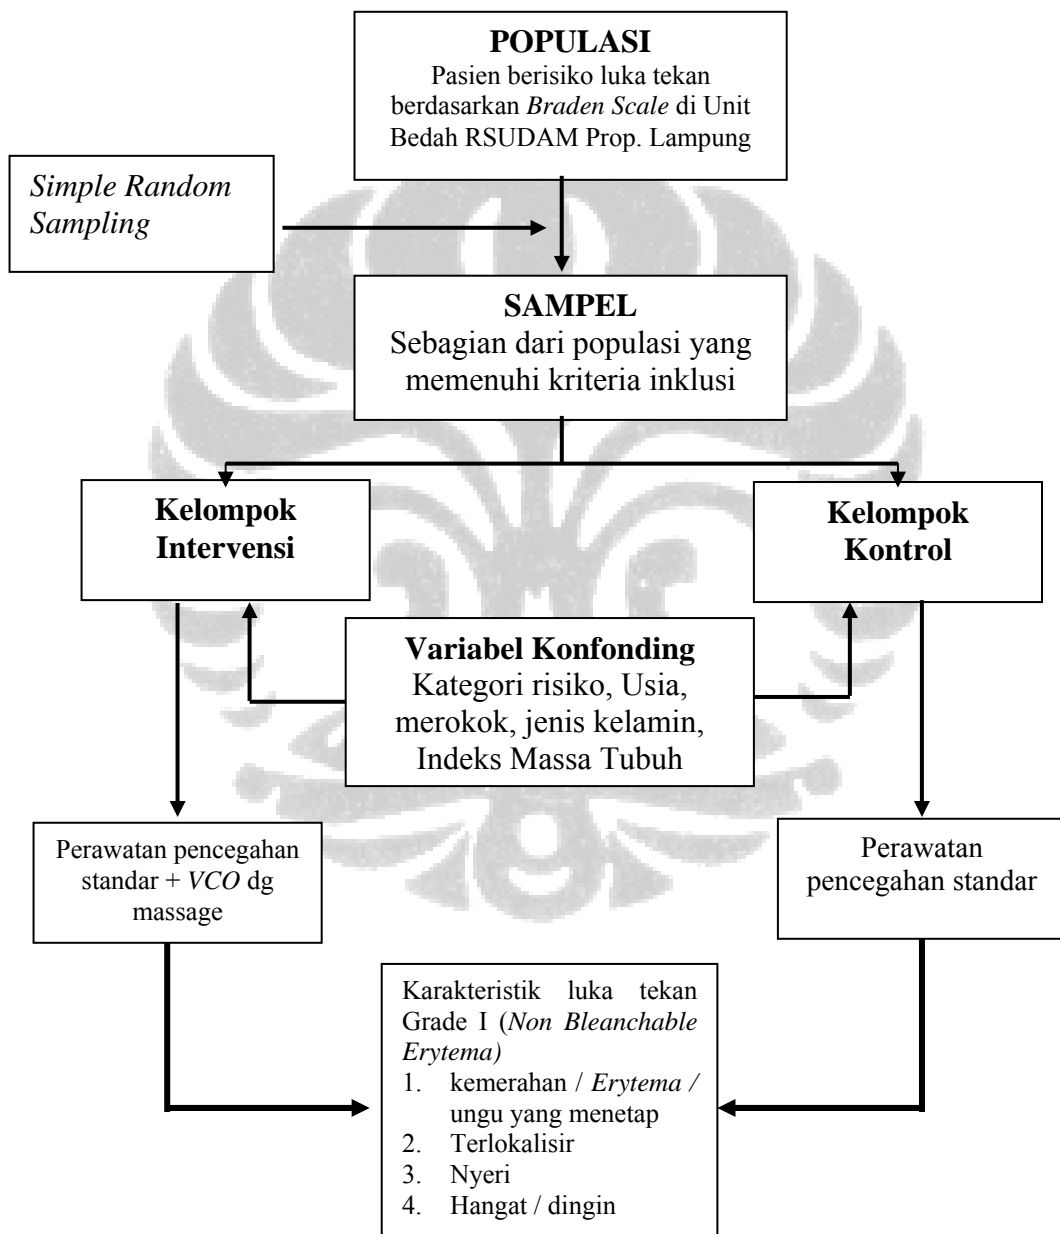 POPULASI
Pasien berisiko luka tekan
berdasarkan Braden Scale di Unit
Bedah RSUDAM Prop. Lampung
Simple Random
Sampling
SAMPEL
Sebagian dari populasi yang
memenuhi kriteria inklusi
Kelompok
Intervensi
Kelompok
Kontrol
Variabel Konfonding
Kategori risiko, Usia,
merokok, jenis kelamin,
Indeks Massa Tubuh
Perawatan pencegahan
standar + VCO dg
massage
Perawatan
pencegahan standar
Karakteristik luka tekan
Grade I (Non Bleanchable
Erytema)
1. kemerahan / Erytema /
ungu yang menetap
2. Terlokalisir
3. Nyeri
4. Hangat / dingin